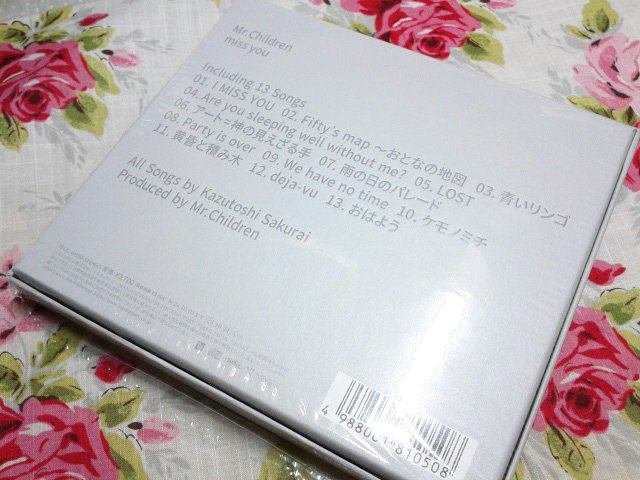 Mr.Children
miss you
Including 13 Songs
01. I MISS YOU 02. Fifty's map ～おとなの地図 03. 青いリンゴ
04. Are you sleeping well without me? 05. LOST
06. アート=神の見えざる手 07. 雨の日のパレード
08. Party is over 09. We have no time 10. ケモノミチ
11. 黄昏と積み木 12. deja-vu 13. おはよう
All Songs by Kazutoshi Sakurai
Produced by Mr.Children